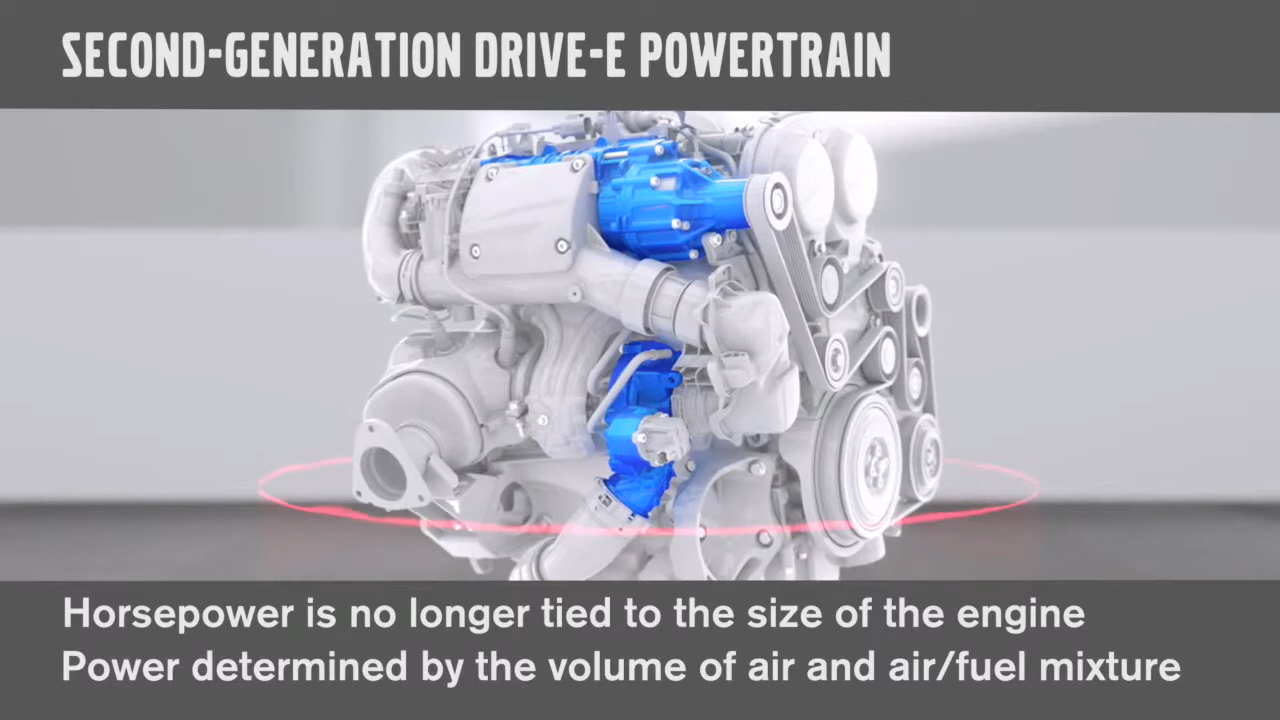 SECOND-GENERATION DRIVE-E POWERTRAIN
Horsepower is no longer tied to the size of the engine
Power determined by the volume of air and air/fuel mixture